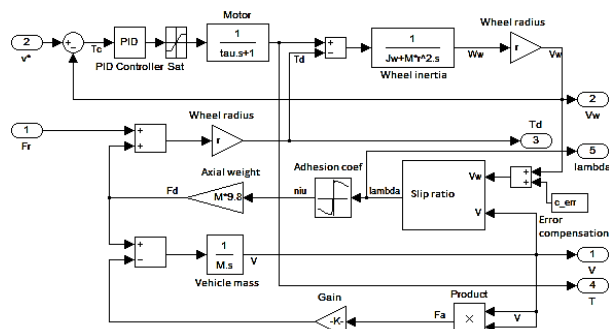 Motor
Wheel radius
2
v*
Tc
PID
PID Controller
Sat
1
tau.s+1
Td
1
Jw+M*r^2.s
Wheel inertia
Ww
r
Vw
2
Vw
Wheel radius
1
Fr
r
Td
3
Axial weight
Adhesion coef
5
lambda
Fd
M*9.8
niu
lambda
Slip ratio
Vw
V
c_err
Error
compensation
1
M.s
V
Vehicle mass
1
V
4
T
Gain
-K-
Fa
Product
×
V